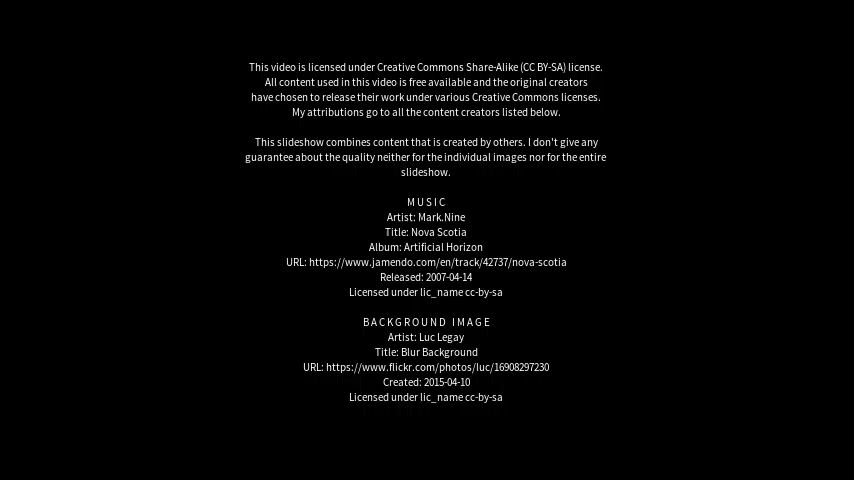 This video is licensed under Creative Commons Share-Alike (CC BY-SA) license.
All content used in this video is free available and the original creators
have chosen to release their work under various Creative Commons licenses.
My attributions go to all the content creators listed below.
This slideshow combines content that is created by others. I don't give any
guarantee about the quality neither for the individual images nor for the entire
slideshow.
MUSIC
Artist: Mark.Nine
Title: Nova Scotia
Album: Artificial Horizon
URL: https://www.jamendo.com/en/track/42737/nova-scotia
Released: 2007-04-14
Licensed under lic_name cc-by-sa
BACKGROUND IMAGE
Artist: Luc Legay
Title: Blur Background
URL: https://www.flickr.com/photos/luc/16908297230
Created: 2015-04-10
Licensed under lic_name cc-by-sa